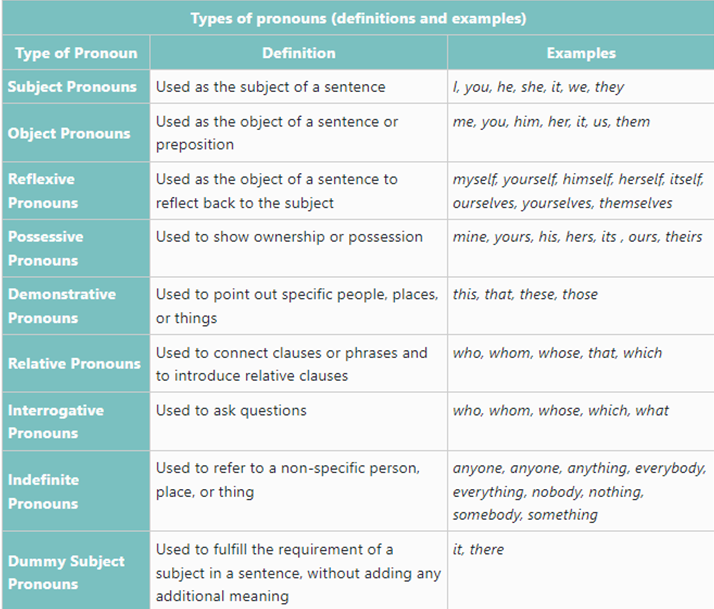 Types of pronouns (definitions and examples)
Type of Pronoun
Definition
Examples
Subject Pronouns
Used as the subject of a sentence
I, you, he, she, it, we, they
Object Pronouns
Used as the object of a sentence or
preposition
me, you, him, her, it, us, them
Reflexive
Pronouns
Used as the object of a sentence to
reflect back to the subject
myself, yourself, himself, herself, itself,
ourselves, yourselves, themselves
Possessive
Pronouns
Used to show ownership or possession
mine, yours, his, hers, its , ours, theirs
Demonstrative
Pronouns
Used to point out specific people, places,
or things
this, that, these, those
Relative Pronouns
Used to connect clauses or phrases and
to introduce relative clauses
who, whom, whose, that, which
Interrogative
Pronouns
Used to ask questions
who, whom, whose, which, what
Indefinite
Pronouns
Used to refer to a non-specific person,
place, or thing
anyone, anyone, anything, everybody,
everything, nobody, nothing,
somebody, something
Dummy Subject
Pronouns
Used to fulfill the requirement of a
subject in a sentence, without adding any
additional meaning
it, there